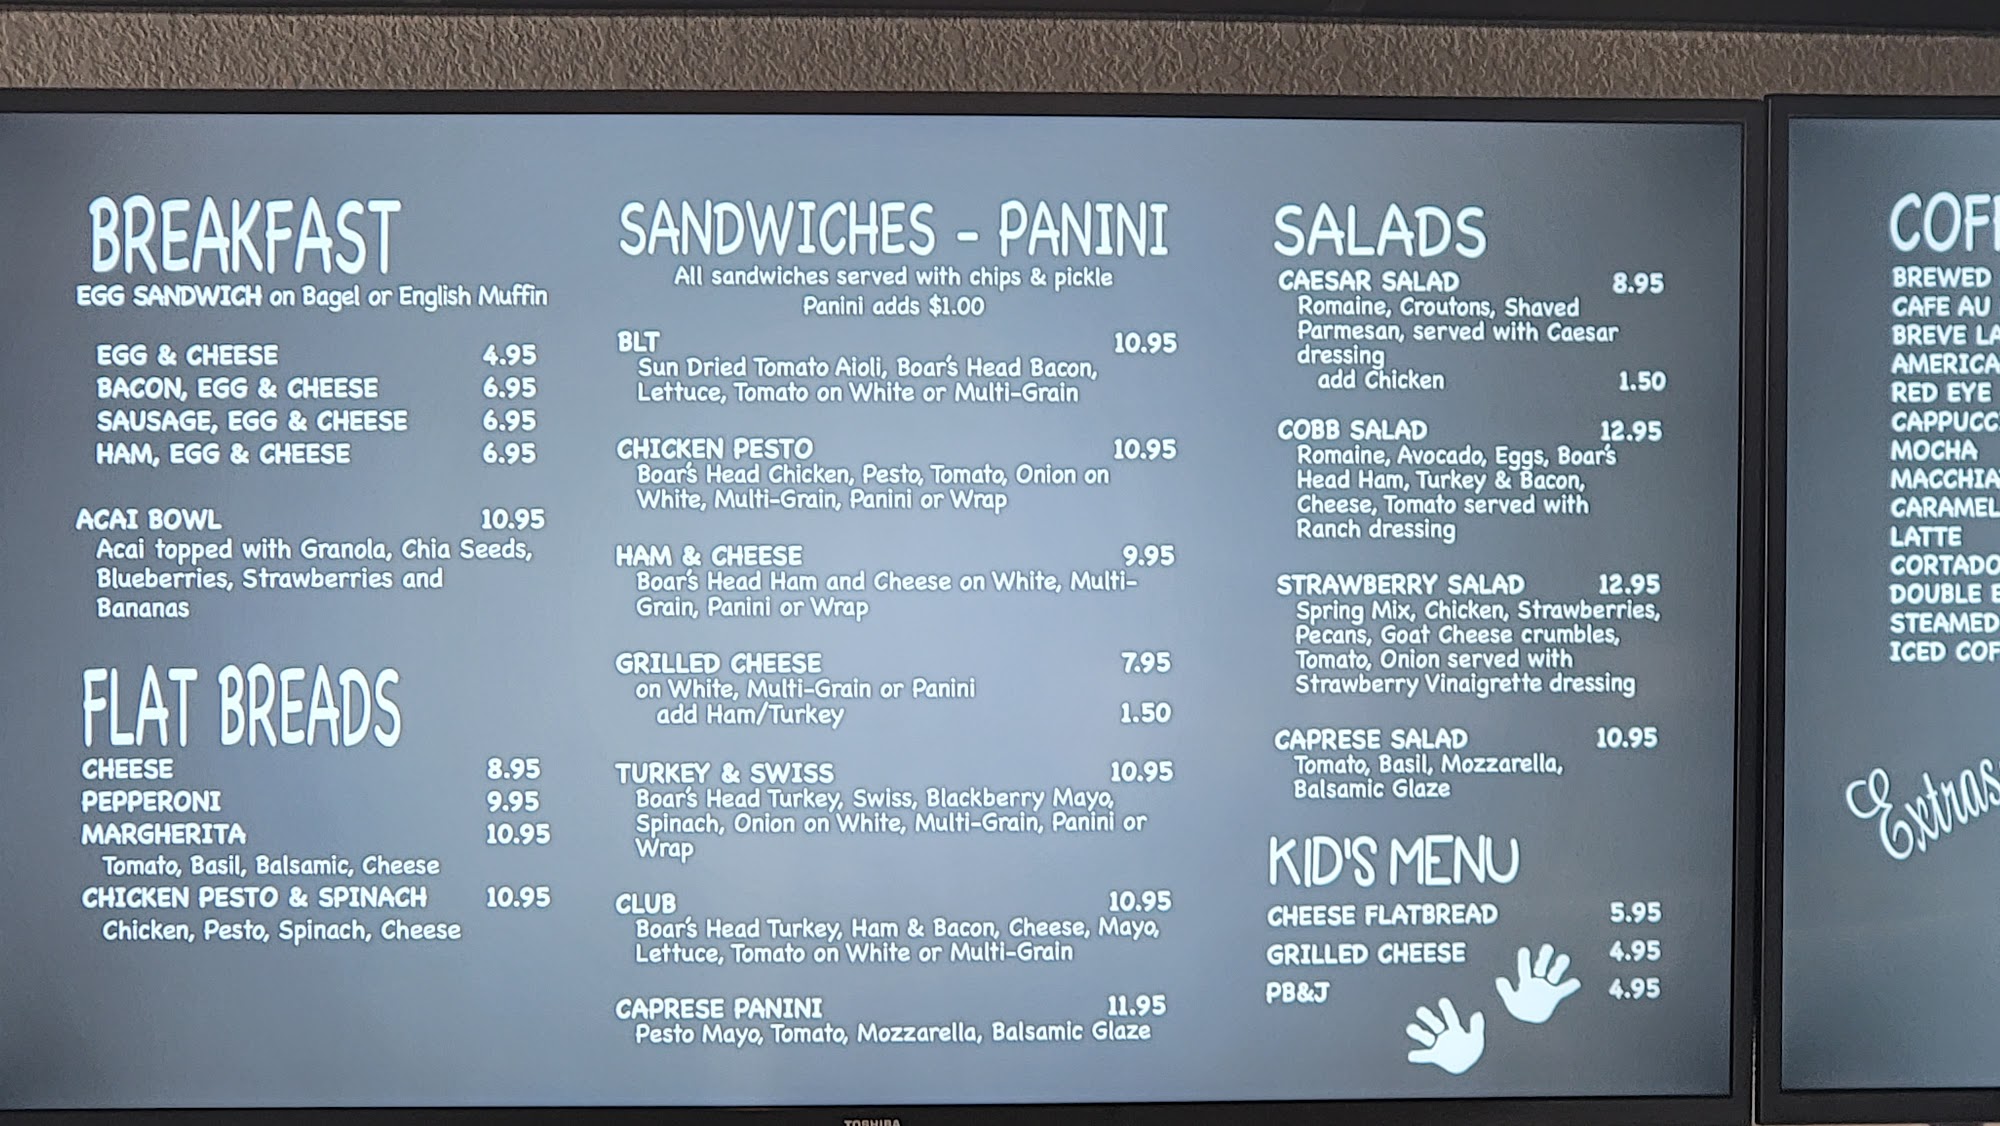 BREAKFAST
EGG SANDWICH on Bagel or English Muffin
EGG & CHEESE 4.95
BACON, EGG & CHEESE 6.95
SAUSAGE, EGG & CHEESE 6.95
HAM, EGG & CHEESE 6.95
ACAI BOWL 10.95
Acai topped with Granola, Chia Seeds,
Blueberries, Strawberries and
Bananas
FLAT BREADS
CHEESE 8.95
PEPPERONI 9.95
MARGHERITA 10.95
Tomato, Basil, Balsamic, Cheese
CHICKEN PESTO & SPINACH 10.95
Chicken, Pesto, Spinach, Cheese
SANDWICHES - PANINI
All sandwiches served with chips & pickle
Panini adds $1.00
BLT 10.95
Sun Dried Tomato Aioli, Boar's Head Bacon,
Lettuce, Tomato on White or Multi-Grain
CHICKEN PESTO 10.95
Boar's Head Chicken, Pesto, Tomato, Onion on
White, Multi-Grain, Panini or Wrap
HAM & CHEESE 9.95
Boar's Head Ham and Cheese on White, Multi-
Grain, Panini or Wrap
GRILLED CHEESE 7.95
on White, Multi-Grain or Panini
add Ham/Turkey 1.50
TURKEY & SWISS 10.95
Boar's Head Turkey, Swiss, Blackberry Mayo,
Spinach, Onion on White, Multi-Grain, Panini or
Wrap
CLUB 10.95
Boar's Head Turkey, Ham & Bacon, Cheese, Mayo,
Lettuce, Tomato on White or Multi-Grain
CAPRESE PANINI 11.95
Pesto Mayo, Tomato, Mozzarella, Balsamic Glaze
SALADS
CAESAR SALAD 8.95
Romaine, Croutons, Shaved
Parmesan, served with Caesar
dressing
add Chicken 1.50
COBB SALAD 12.95
Romaine, Avocado, Eggs, Boar's
Head Ham, Turkey & Bacon,
Cheese, Tomato served with
Ranch dressing
STRAWBERRY SALAD 12.95
Spring Mix, Chicken, Strawberries,
Pecans, Goat Cheese crumbles,
Tomato, Onion served with
Strawberry Vinaigrette dressing
CAPRESE SALAD 10.95
Tomato, Basil, Mozzarella,
Balsamic Glaze
KID'S MENU
CHEESE FLATBREAD 5.95
GRILLED CHEESE 4.95
PB&J 4.95
TOSHIBA
BREWED
CAFE AU
BREVE
RED EYE
MOCHA
CARAMEL
LATTE
CORTADO
DOUBLE
STEAMED
ICED
Extras